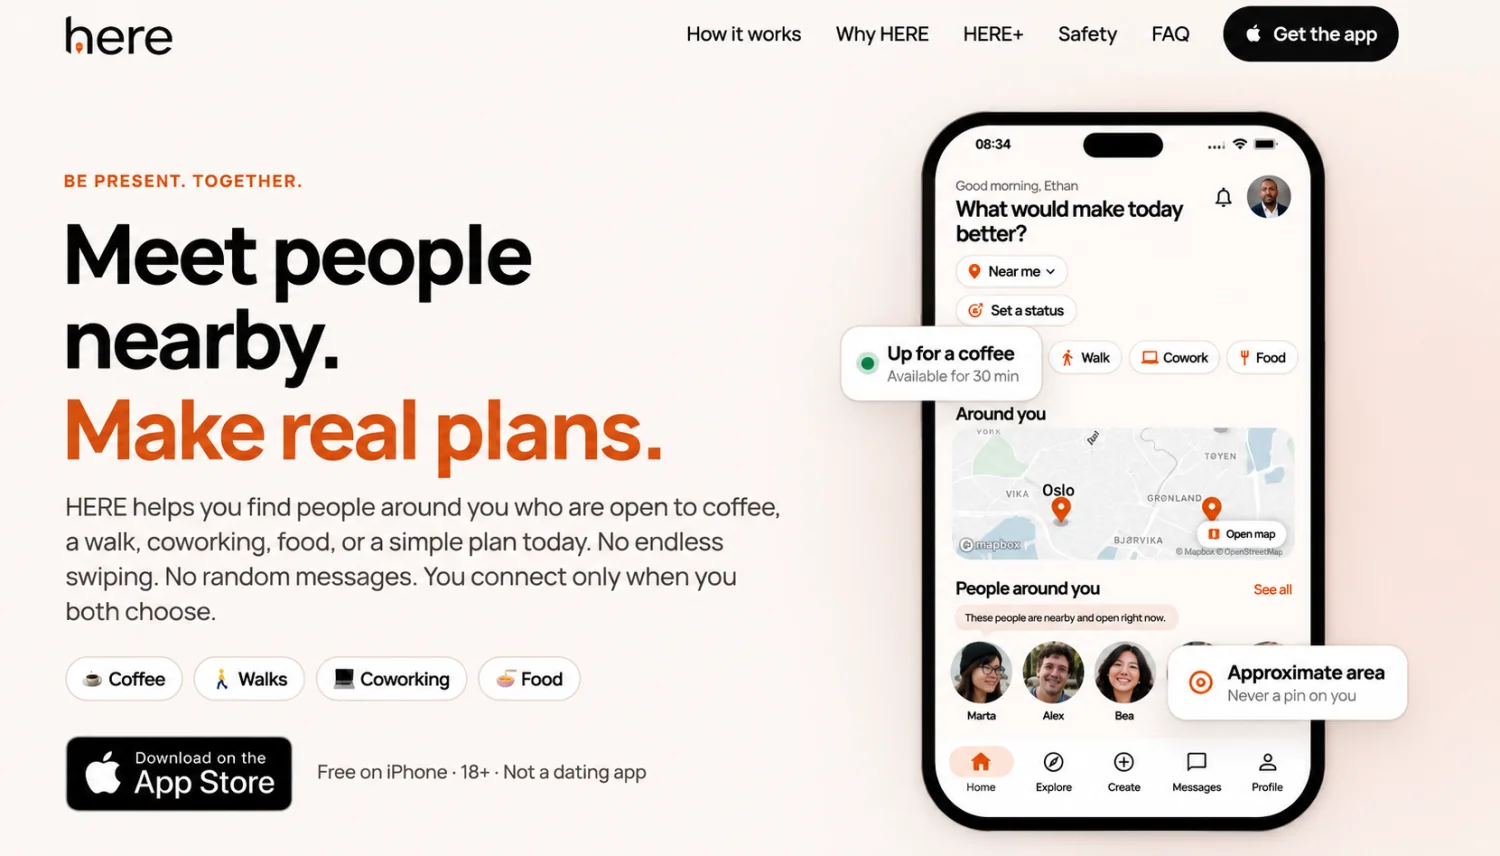 here
How it works
Why HERE
HERE+
Safety
FAQ
Get the app
BE PRESENT. TOGETHER.
Meet people
nearby.
Make real plans.
HERE helps you find people around you who are open to coffee,
a walk, coworking, food, or a simple plan today. No endless
swiping. No random messages. You connect only when you
both choose.
Coffee
Walks
Coworking
Food
Download on the
App Store
Free on iPhone · 18+ · Not a dating app
08:34
Good morning, Ethan
What would make today
better?
Near me
Set a status
Up for a coffee
Available for 30 min
Walk
Cowork
Food
Around you
TØYEN
VIKA
Oslo
GRØNLAND
BJØRVIKA
Open map
mapbox
© Mapbox © OpenStreetMap
People around you
See all
These people are nearby and open right now.
Marta
Alex
Bea
Approximate area
Never a pin on you
Home
Explore
Create
Messages
Profile